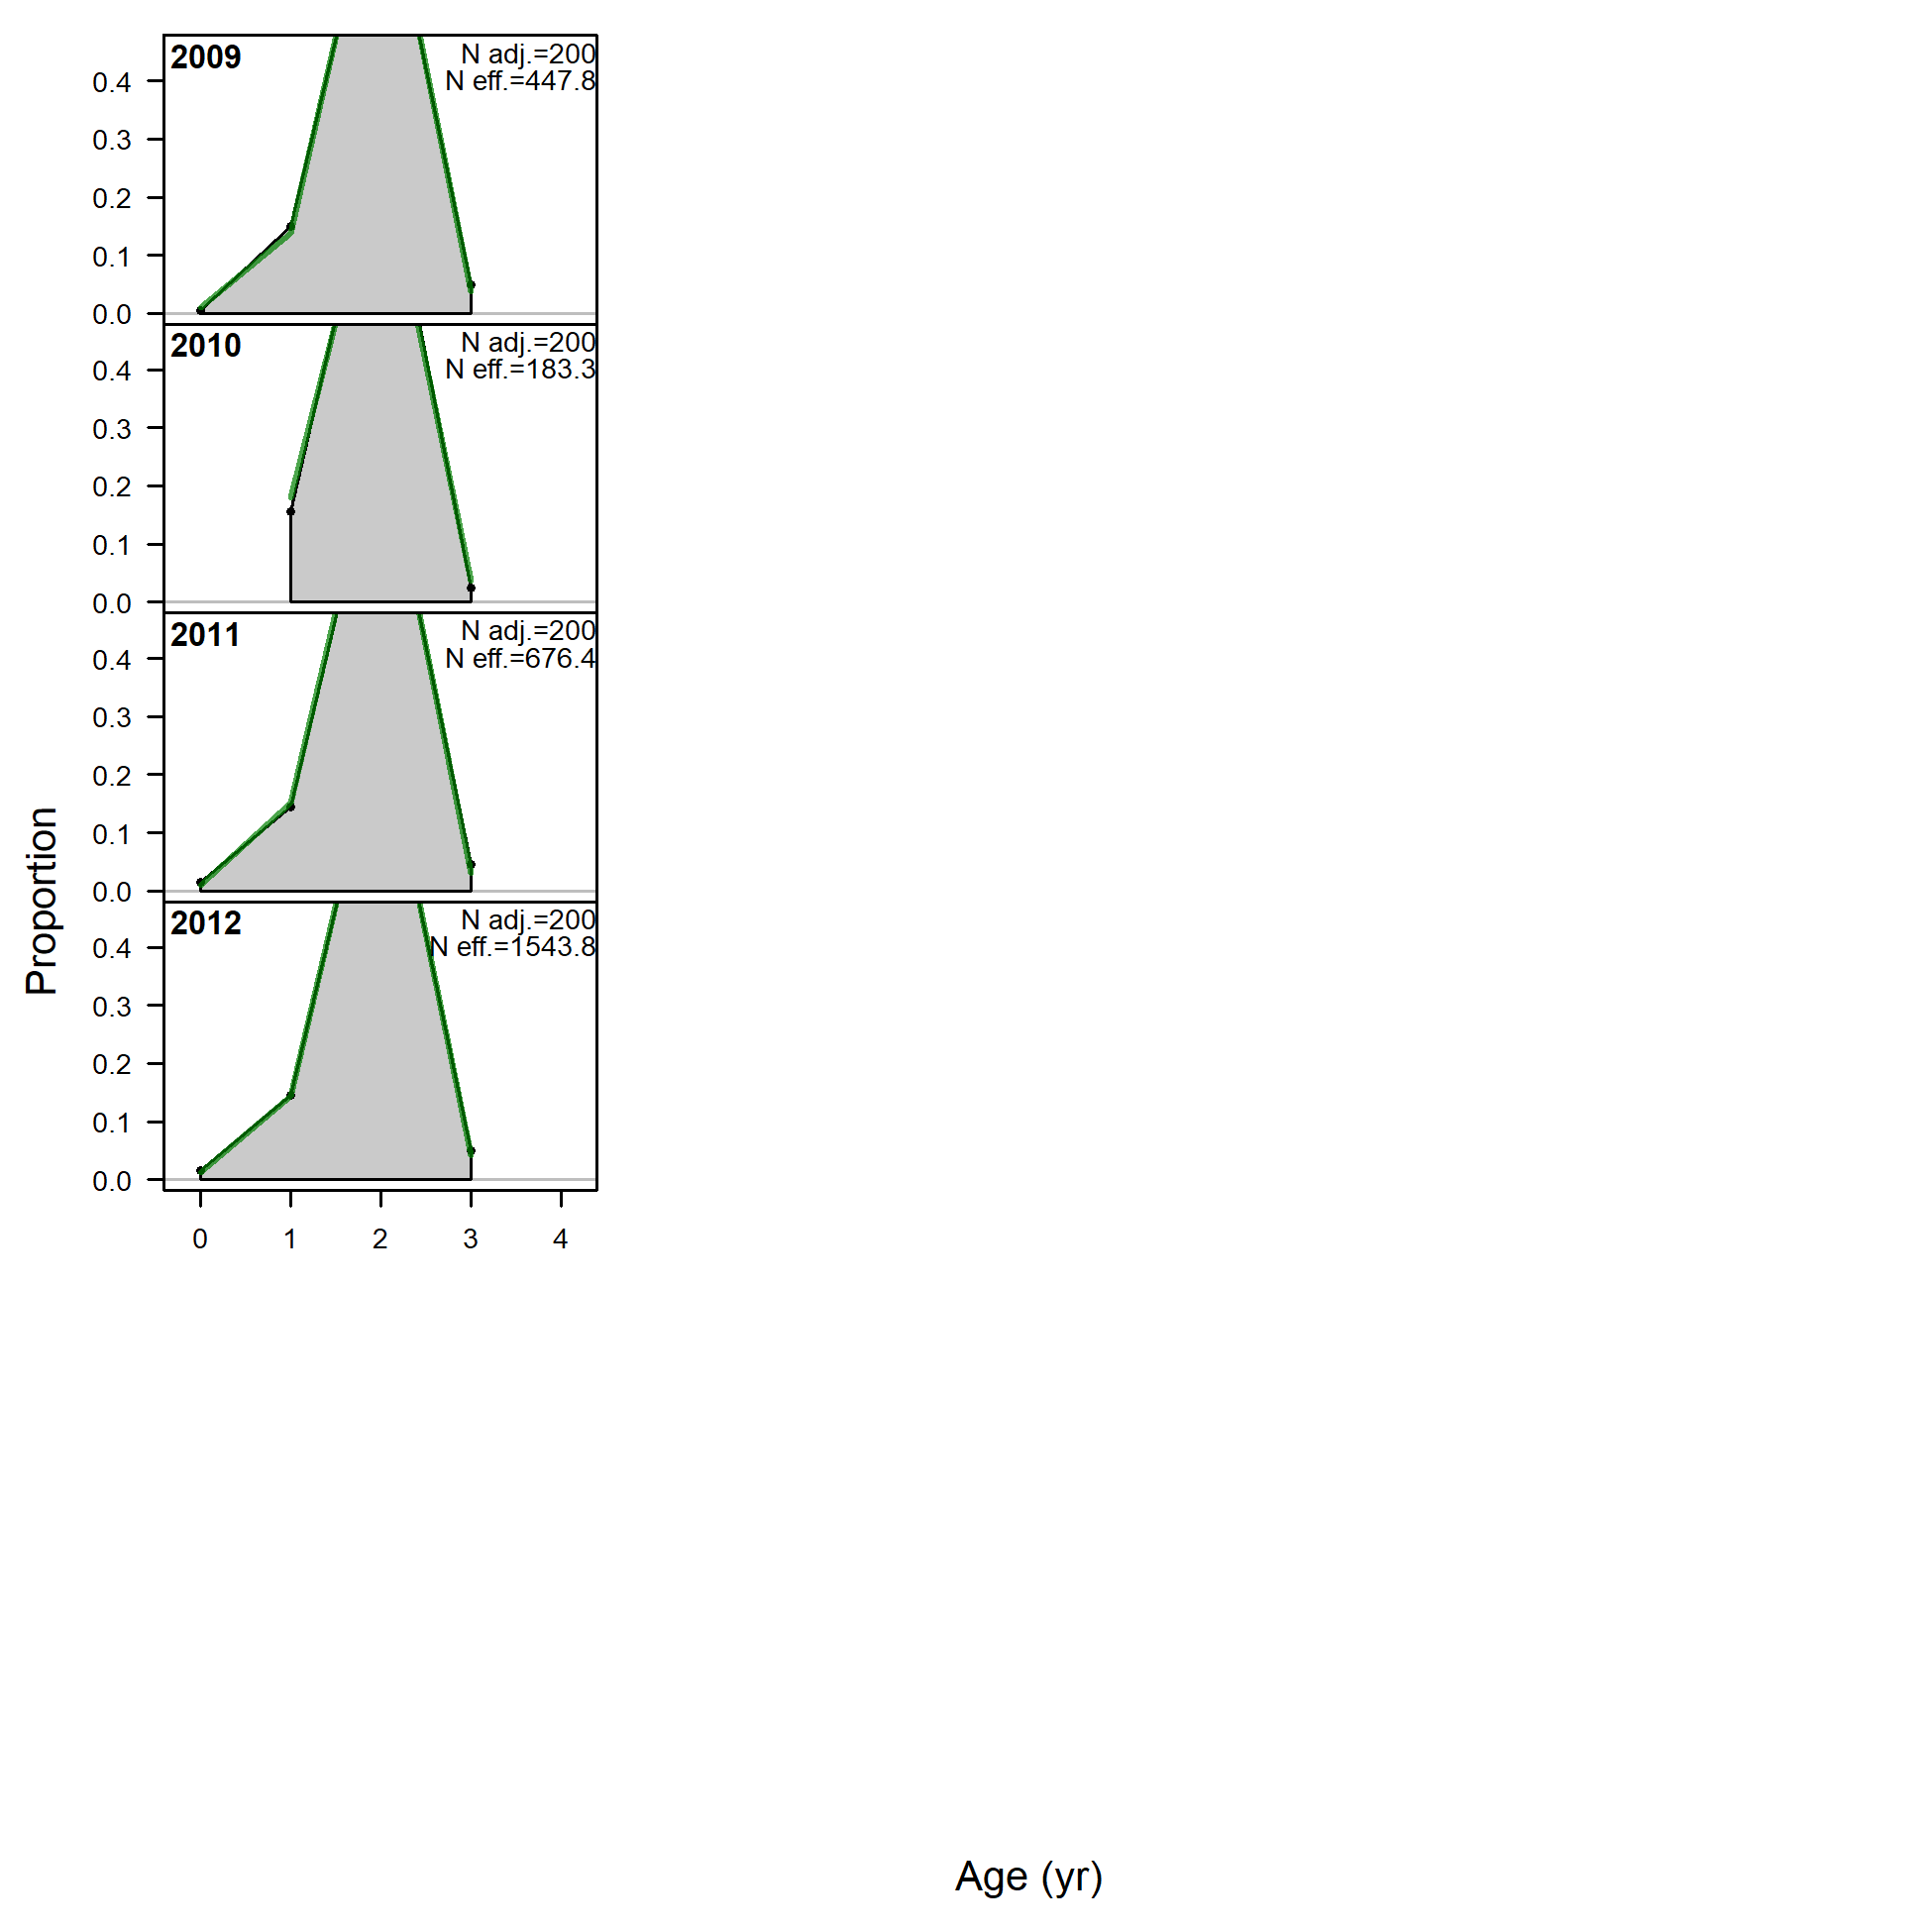 2009
N adj.=200
N eff.=447.8
0.4
0.3
0.2
0.1
0.0
2010
N adj.=200
N eff.=183.3
0.4
0.3
0.2
0.1
0.0
2011
N adj.=200
N eff.=676.4
0.4
0.3
0.2
0.1
0.0
2012
N adj.=200
N eff.=1543.8
0.4
0.3
0.2
0.1
0.0
0 1 2 3 4
Proportion
Age (yr)